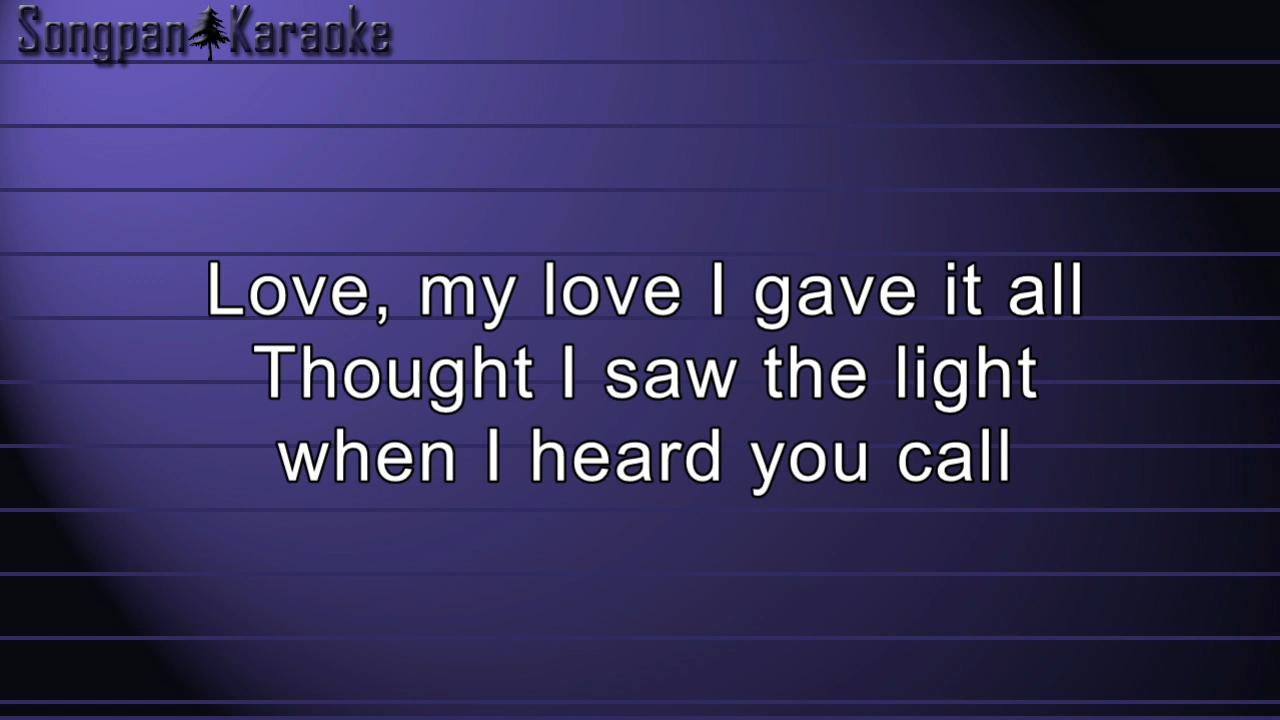 Songpan Karaoke
Love, my love I gave it all
Thought I saw the light
when I heard you call